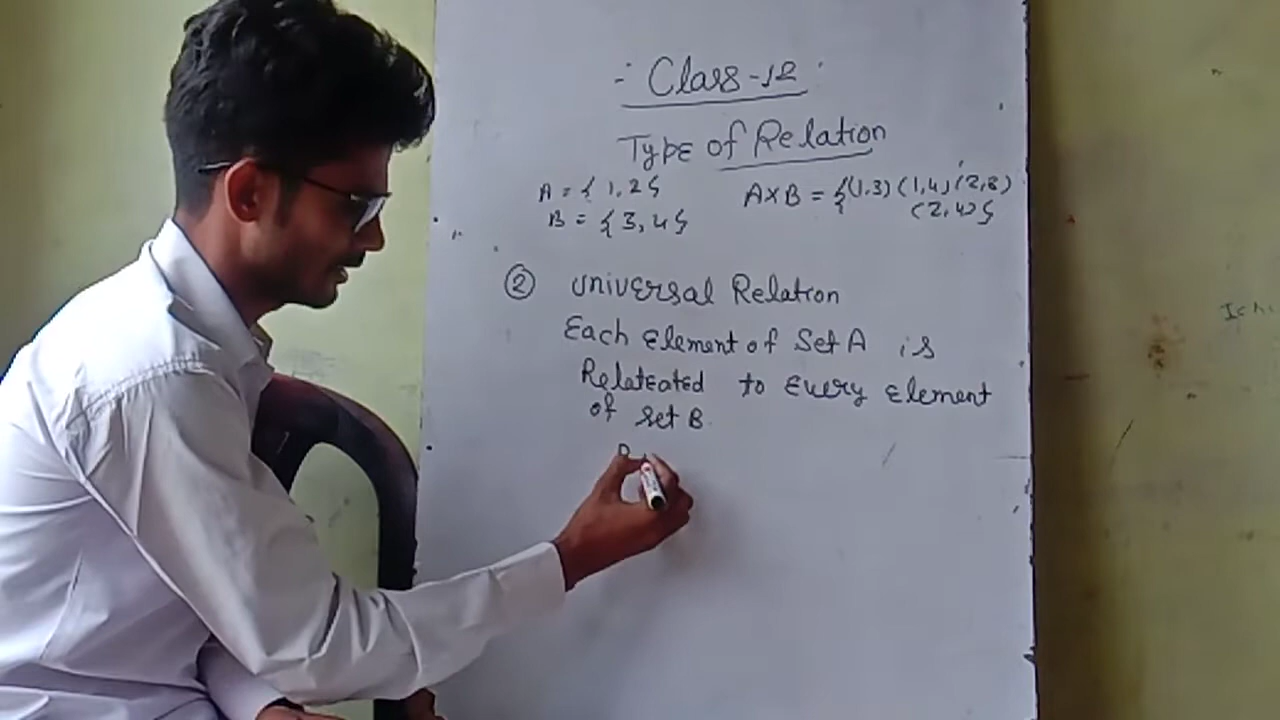 Class-12
Type of Relation
A = { 1, 2 }
B = { 3, 4 }
A×B = {(1,3) (1,4) (2,3)
(2,4)}
② Universal Relation
Each Element of Set A is
Relateated to Every Element
of Set B
R